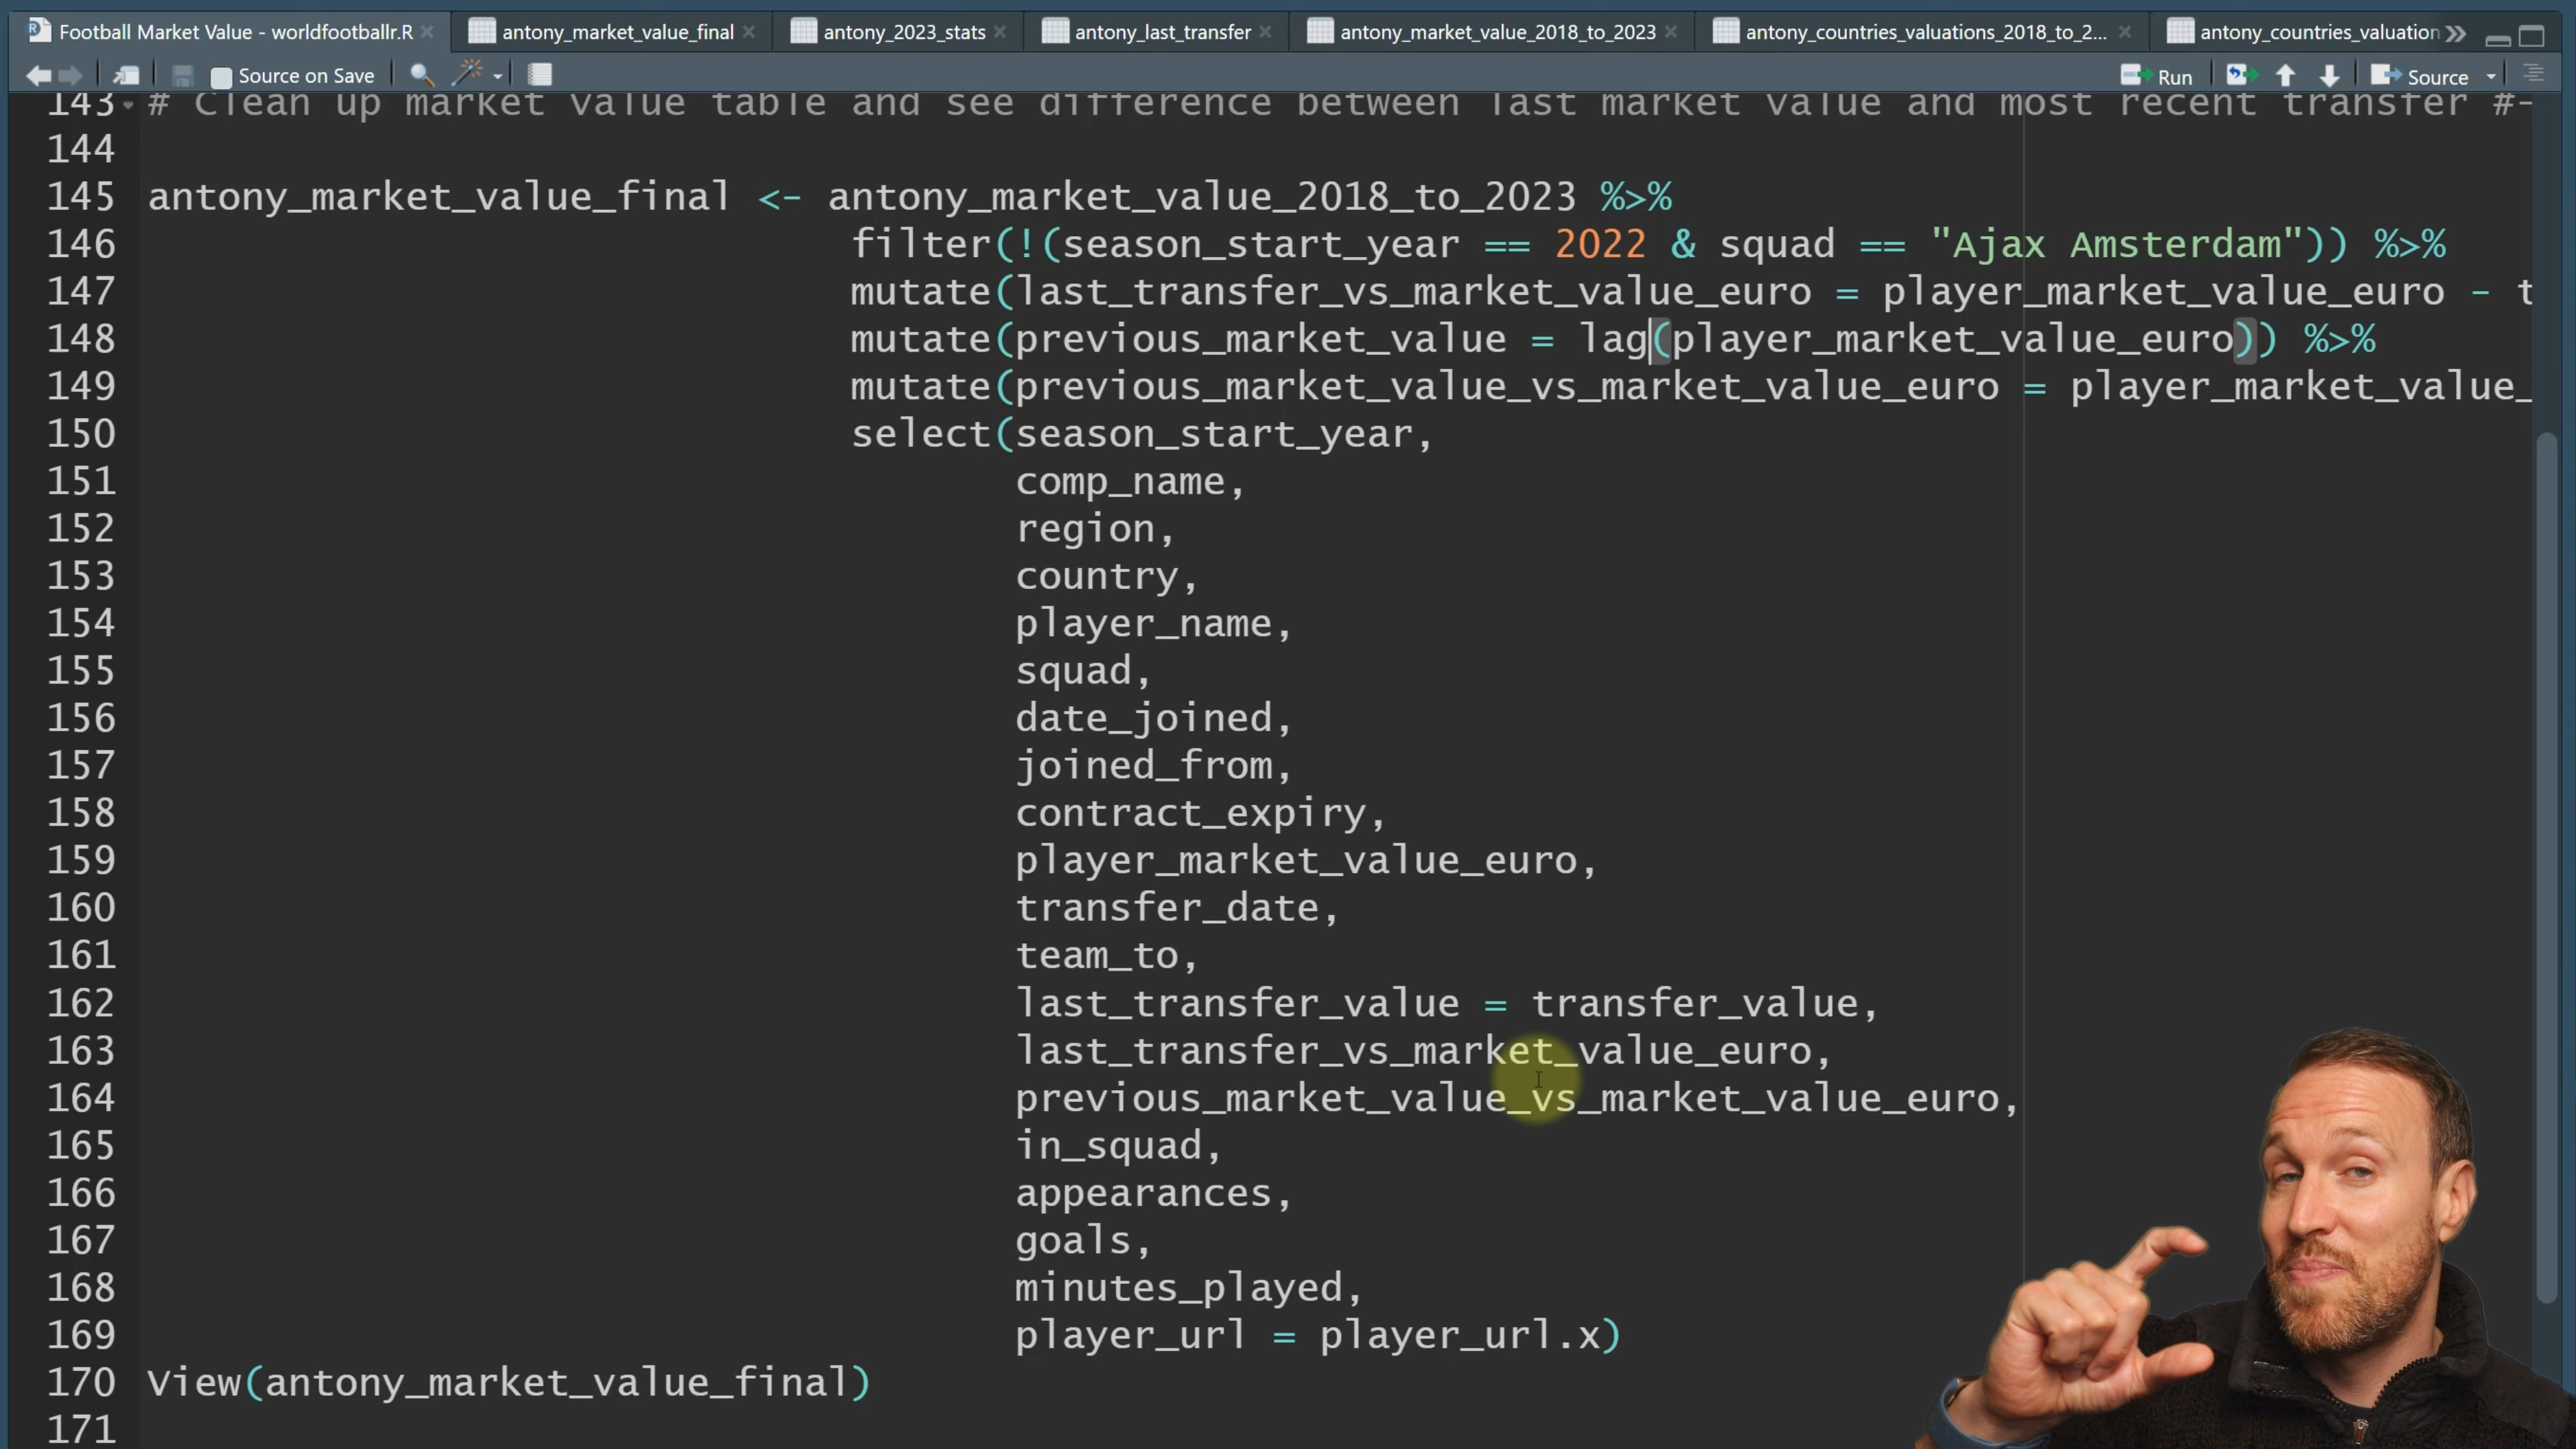 Football Market Value - worldfootballr.R
antony_market_value_final
antony_2023_stats
antony_last_transfer
antony_market_value_2018_to_2023
antony_countries_valuations_2018_to_2...
antony_countries_valuation
Source on Save
Run
Source
143 # Clean up market value table and see difference between last market value and most recent transfer #-
144
145 antony_market_value_final <- antony_market_value_2018_to_2023 %>%
146 filter(!(season_start_year == 2022 & squad == "Ajax Amsterdam")) %>%
147 mutate(last_transfer_vs_market_value_euro = player_market_value_euro - t
148 mutate(previous_market_value = lag(player_market_value_euro)) %>%
149 mutate(previous_market_value_vs_market_value_euro = player_market_value_
150 select(season_start_year,
151 comp_name,
152 region,
153 country,
154 player_name,
155 squad,
156 date_joined,
157 joined_from,
158 contract_expiry,
159 player_market_value_euro,
160 transfer_date,
161 team_to,
162 last_transfer_value = transfer_value,
163 last_transfer_vs_market_value_euro,
164 previous_market_value_vs_market_value_euro,
165 in_squad,
166 appearances,
167 goals,
168 minutes_played,
169 player_url = player_url.x)
170 View(antony_market_value_final)
171